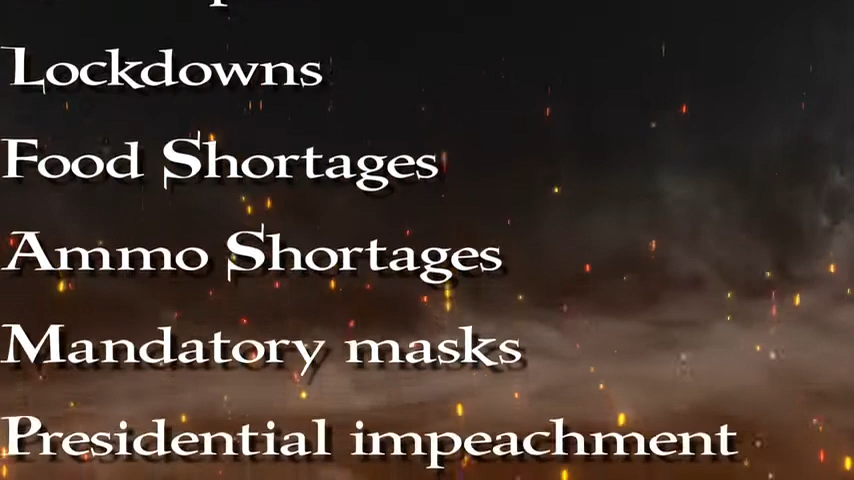 Lockdowns
Food Shortages
Ammo Shortages
Mandatory masks
Presidential impeachment